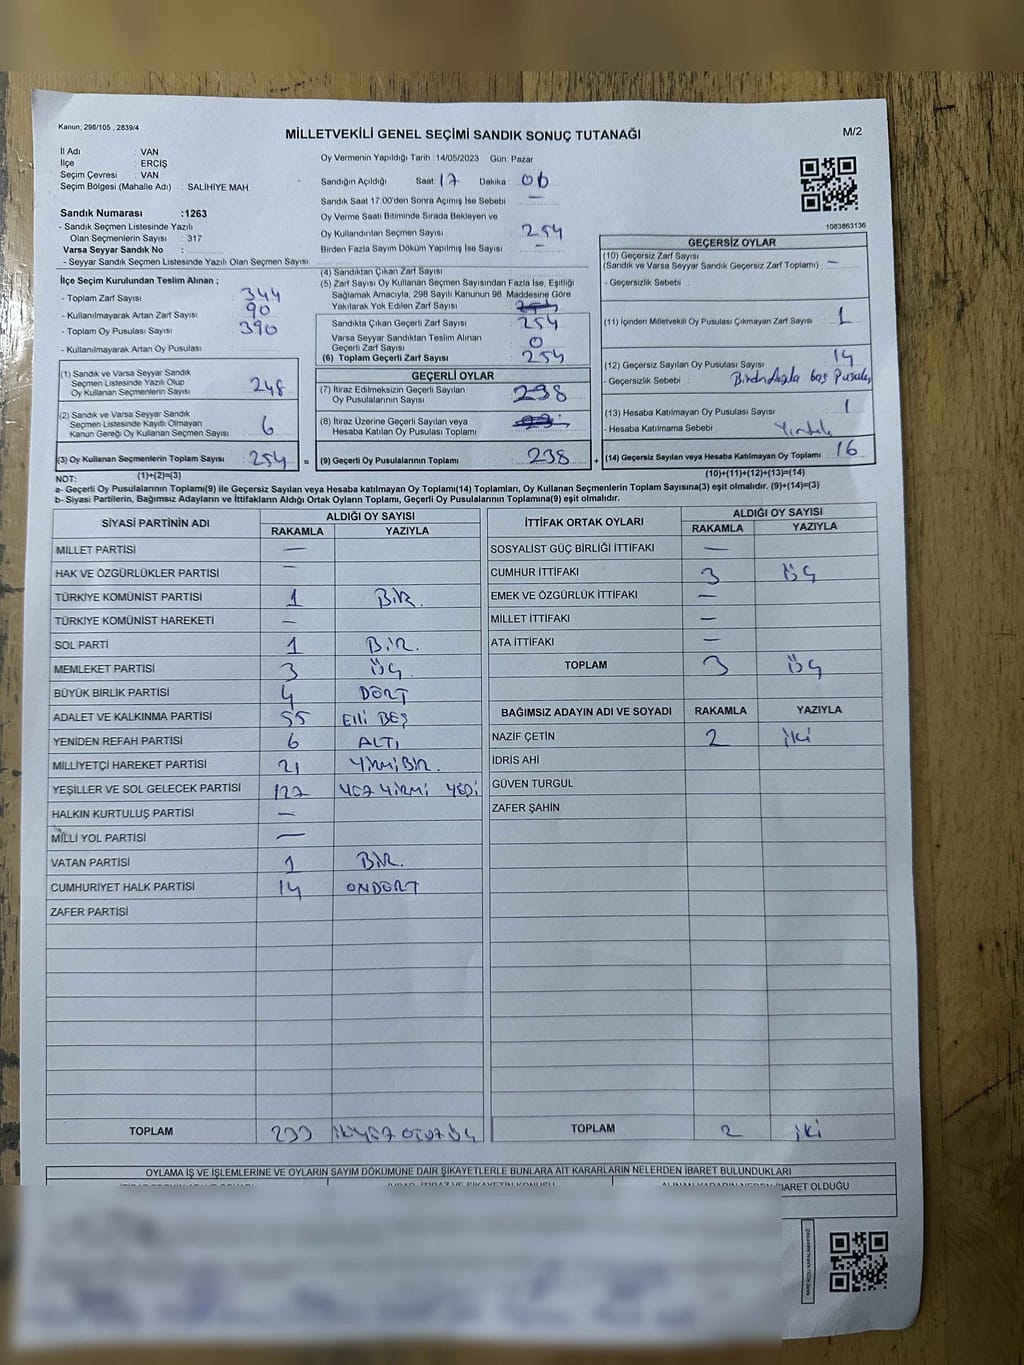 Kanun; 298/105 , 2839/4
MİLLETVEKİLİ GENEL SEÇİMİ SANDIK SONUÇ TUTANAĞI
M/2
İl Adı : VAN
İlçe : ERCİŞ
Seçim Çevresi : VAN
Seçim Bölgesi (Mahalle Adı) : SALİHİYE MAH.
Sandık Numarası :1263
- Sandık Seçmen Listesinde Yazılı
Olan Seçmenlerin Sayısı : 317
Varsa Seyyar Sandık No :
- Seyyar Sandık Seçmen Listesinde Yazılı Olan Seçmen Sayısı:
Oy Vermenin Yapıldığı Tarih :14/05/2023 Gün: Pazar
Sandığın Açıldığı Saat: 17 Dakika 06
Sandık Saat 17.00'den Sonra Açımış İse Sebebi —
Oy Verme Saati Bitiminde Sırada Bekleyen ve
Oy Kullandırılan Seçmen Sayısı 254
Birden Fazla Sayım Döküm Yapılmış İse Sayısı —
1063863136
İlçe Seçim Kurulundan Teslim Alınan ;
- Toplam Zarf Sayısı 344
- Kullanılmayarak Artan Zarf Sayısı 90
- Toplam Oy Pusulası Sayısı 390
- Kullanılmayarak Artan Oy Pusulası
(1) Sandık ve Varsa Seyyar Sandık
Seçmen Listesinde Yazılı Olup
Oy Kullanan Seçmenlerin Sayısı 248
(2) Sandık ve Varsa Seyyar Sandık
Seçmen Listesinde Kayıtlı Olmayan
Kanun Gereği Oy Kullanan Seçmen Sayısı 6
(3) Oy Kullanan Seçmenlerin Toplam Sayısı 254 =
(1)+(2)=(3)
(4) Sandıktan Çıkan Zarf Sayısı
(5) Zarf Sayısı Oy Kullanan Seçmen Sayısından Fazla İse, Eşitliği
Sağlamak Amacıyla, 298 Sayılı Kanunun 98. Maddesine Göre
Yakılarak Yok Edilen Zarf Sayısı
Sandıkta Çıkan Geçerli Zarf Sayısı 254
Varsa Seyyar Sandıktan Teslim Alınan
Geçerli Zarf Sayısı 0
(6) Toplam Geçerli Zarf Sayısı 254
GEÇERLİ OYLAR
(7) İtiraz Edilmeksizin Geçerli Sayılan
Oy Pusulalarının Sayısı 238
(8) İtiraz Üzerine Geçerli Sayılan veya
Hesaba Katılan Oy Pusulası Toplamı
(9) Geçerli Oy Pusulalarının Toplamı 238 +
GEÇERSİZ OYLAR
(10) Geçersiz Zarf Sayısı
(Sandık ve Varsa Seyyar Sandık Geçersiz Zarf Toplamı) : —
- Geçersizlik Sebebi :
(11) İçinden Milletvekili Oy Pusulası Çıkmayan Zarf Sayısı 1
(12) Geçersiz Sayılan Oy Pusulası Sayısı 14
- Geçersizlik Sebebi :
(13) Hesaba Katılmayan Oy Pusulası Sayısı 1
- Hesaba Katılmama Sebebi : Yırtık
(14) Geçersiz Sayılan veya Hesaba Katılmayan Oy Toplamı 16
(10)+(11)+(12)+(13)=(14)
NOT:
a- Geçerli Oy Pusulalarının Toplamı(9) ile Geçersiz Sayılan veya Hesaba katılmayan Oy Toplamı(14) Toplamları, Oy Kullanan Seçmenlerin Toplam Sayısına(3) eşit olmalıdır. (9)+(14)=(3)
b- Siyasi Partilerin, Bağımsız Adayların ve İttifakların Aldığı Ortak Oyların Toplamı, Geçerli Oy Pusulalarının Toplamına(9) eşit olmalıdır.
SİYASİ PARTİNİN ADI ALDIĞI OY SAYISI
RAKAMLA YAZIYLA
MİLLET PARTİSİ —
HAK VE ÖZGÜRLÜKLER PARTİSİ —
TÜRKİYE KOMÜNİST PARTİSİ 1 BİR.
TÜRKİYE KOMÜNİST HAREKETİ —
SOL PARTİ 1 BİR.
MEMLEKET PARTİSİ 3 ÜÇ.
BÜYÜK BİRLİK PARTİSİ 4 DÖRT
ADALET VE KALKINMA PARTİSİ 55 Elli BEŞ
YENİDEN REFAH PARTİSİ 6 ALTI
MİLLİYETÇİ HAREKET PARTİSİ 21 YİRMİBİR.
YEŞİLLER VE SOL GELECEK PARTİSİ 127 YÜZ YİRMİ YEDİ
HALKIN KURTULUŞ PARTİSİ —
MİLLİ YOL PARTİSİ —
VATAN PARTİSİ 1 BİR.
CUMHURİYET HALK PARTİSİ 14 ONDÖRT
ZAFER PARTİSİ
TOPLAM 233 İKİYÜZ OTUZ ÜÇ
İTTİFAK ORTAK OYLARI ALDIĞI OY SAYISI
RAKAMLA YAZIYLA
SOSYALİST GÜÇ BİRLİĞİ İTTİFAKI —
CUMHUR İTTİFAKI 3 ÜÇ
EMEK VE ÖZGÜRLÜK İTTİFAKI —
MİLLET İTTİFAKI —
ATA İTTİFAKI —
TOPLAM 3 ÜÇ
BAĞIMSIZ ADAYIN ADI VE SOYADI RAKAMLA YAZIYLA
NAZİF ÇETİN 2 İKİ
İDRİS AHİ
GÜVEN TURGUL
ZAFER ŞAHİN
TOPLAM 2 İKİ
OYLAMA İŞ VE İŞLEMLERİNE VE OYLARIN SAYIM DÖKÜMÜNE DAİR ŞİKAYETLERLE BUNLARA AİT KARARLARIN NELERDEN İBARET BULUNDUKLARI
İBARET OLDUĞU